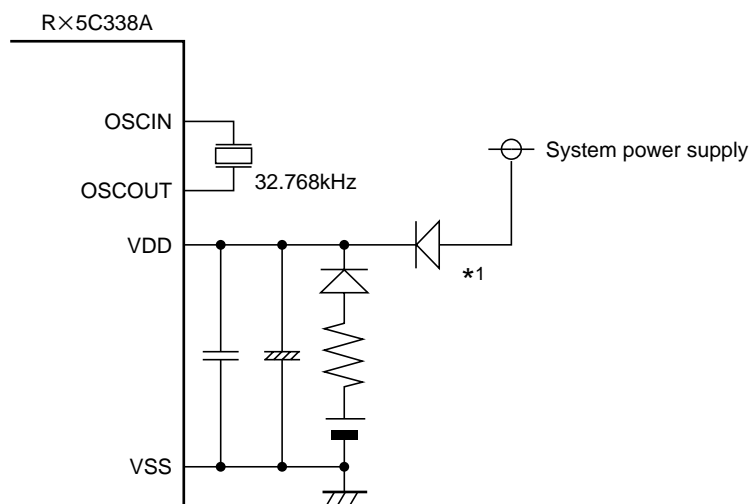 R×5C338A
OSCIN
System power supply
OSCOUT
32.768kHz
VDD
*1
VSS